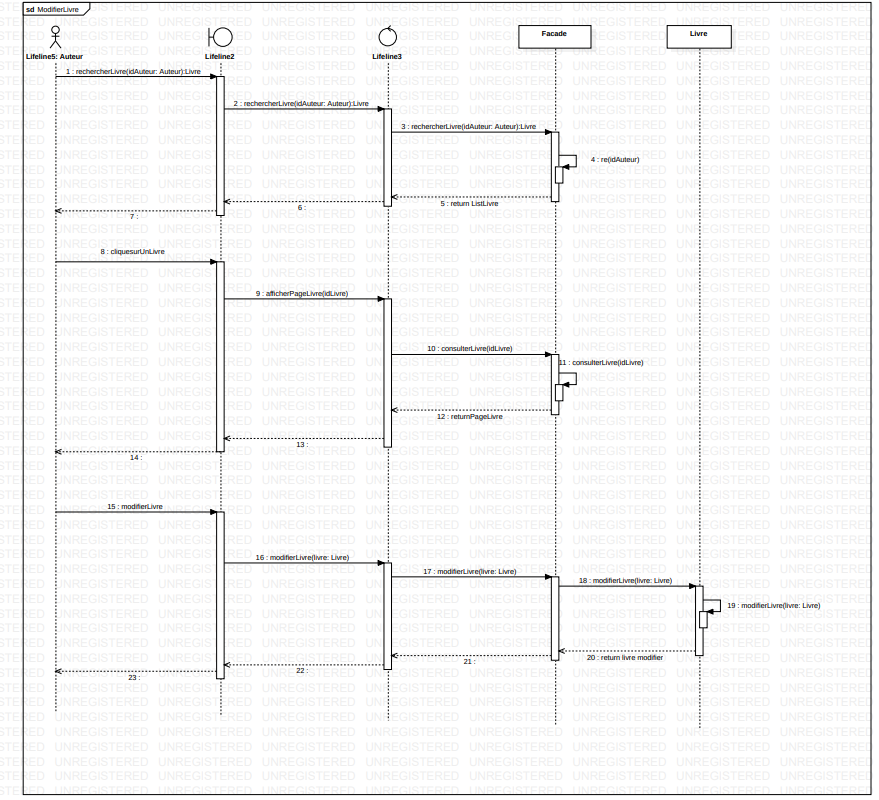 sd ModifierLivre
Lifeline5: Auteur
Lifeline2
Lifeline3
Facade
Livre
1 : rechercherLivre(idAuteur: Auteur):Livre
2 : rechercherLivre(idAuteur: Auteur):Livre
3 : rechercherLivre(idAuteur: Auteur):Livre
4 : re(idAuteur)
5 : return ListLivre
6 :
7 :
8 : cliquesurUnLivre
9 : afficherPageLivre(idLivre)
10 : consulterLivre(idLivre)
11 : consulterLivre(idLivre)
12 : returnPageLivre
13 :
14 :
15 : modifierLivre
16 : modifierLivre(livre: Livre)
17 : modifierLivre(livre: Livre)
18 : modifierLivre(livre: Livre)
19 : modifierLivre(livre: Livre)
20 : return livre modifier
21 :
22 :
23 :
UNREGISTERED